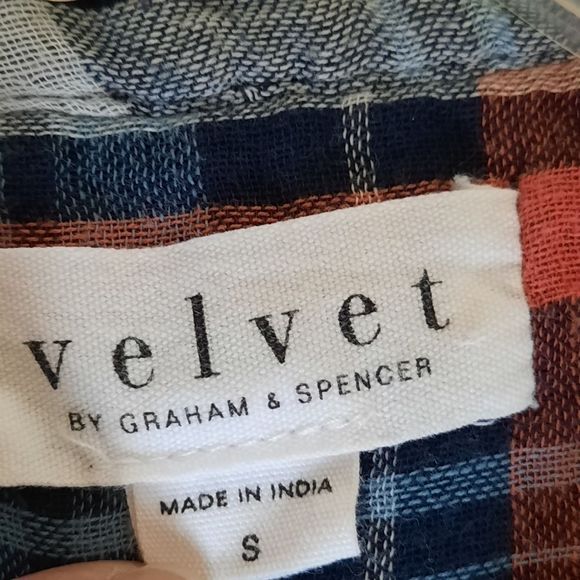 velvet
BY GRAHAM & SPENCER
MADE IN INDIA
S